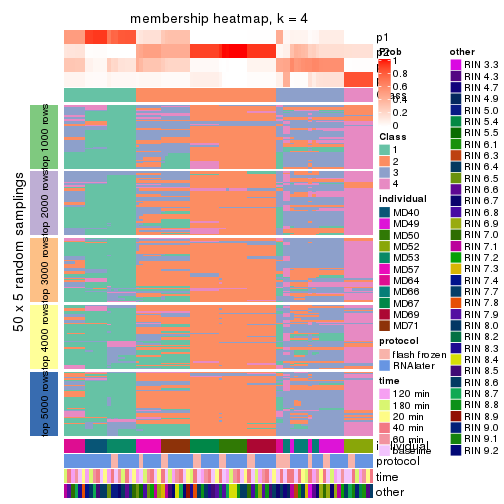 membership heatmap, k = 4
50 x 5 random samplings
top 1000 rows
top 2000 rows
top 3000 rows
top 4000 rows
top 5000 rows
p1
protocol
time
other
Prob
1
0.8
0.6
0.4
0.2
0
Class
1
2
3
4
individual
MD40
MD49
MD50
MD52
MD53
MD57
MD64
MD66
MD67
MD69
MD71
protocol
flash frozen
RNAlater
time
120 min
180 min
20 min
40 min
60 min
baseline
other
RIN 3.3
RIN 4.3
RIN 4.7
RIN 4.9
RIN 5.0
RIN 5.4
RIN 5.5
RIN 6.1
RIN 6.3
RIN 6.4
RIN 6.5
RIN 6.6
RIN 6.7
RIN 6.8
RIN 6.9
RIN 7.0
RIN 7.1
RIN 7.2
RIN 7.3
RIN 7.4
RIN 7.7
RIN 7.8
RIN 7.9
RIN 8.0
RIN 8.2
RIN 8.3
RIN 8.4
RIN 8.5
RIN 8.6
RIN 8.7
RIN 8.8
RIN 8.9
RIN 9.0
RIN 9.1
RIN 9.2